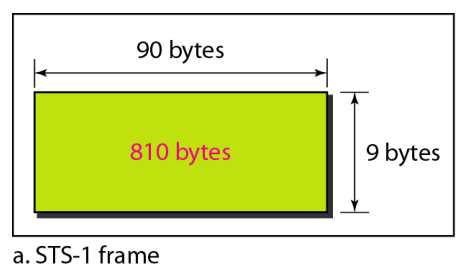 90 bytes
810 bytes
9 bytes
a. STS-1 frame